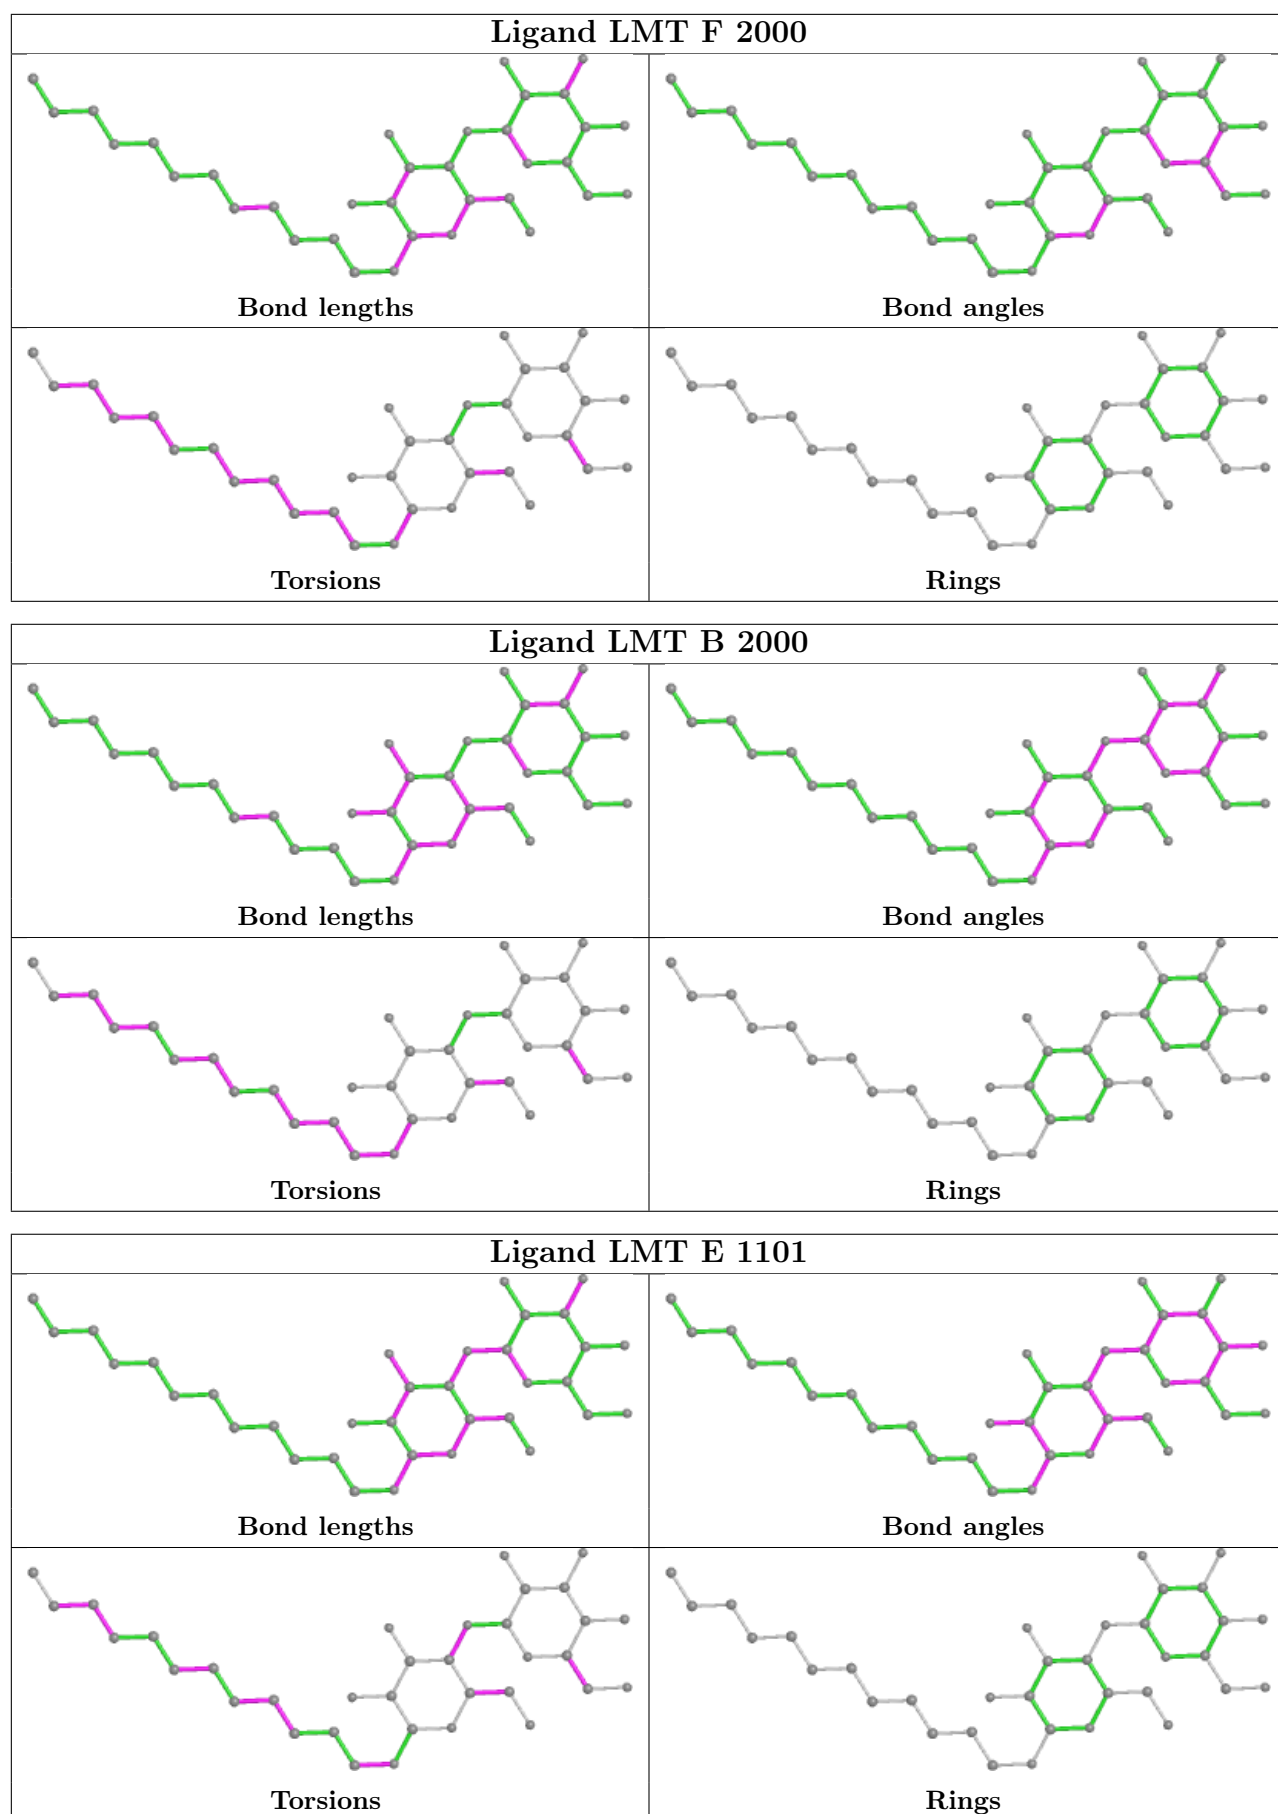 Ligand LMT F 2000
Bond lengths
Bond angles
Torsions
Rings
Ligand LMT B 2000
Bond lengths
Bond angles
Torsions
Rings
Ligand LMT E 1101
Bond lengths
Bond angles
Torsions
Rings